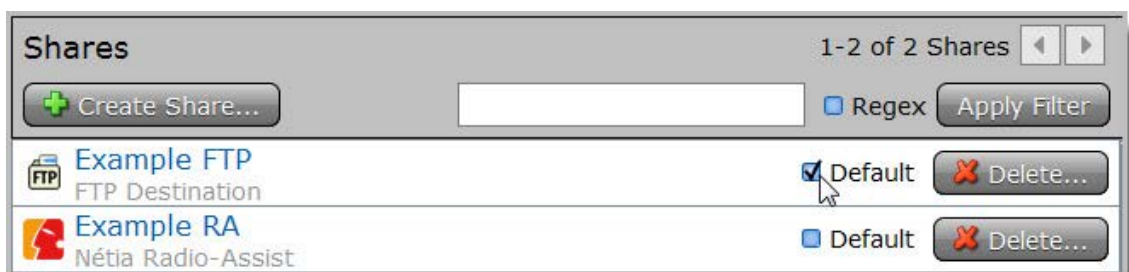 Shares 1-2 of 2 Shares
Create Share... Regex Apply Filter
Example FTP
FTP FTP Destination Default Delete...
Example RA
Nétia Radio-Assist Default Delete...